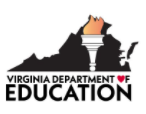 VIRGINIA DEPARTMENT OF
EDUCATION